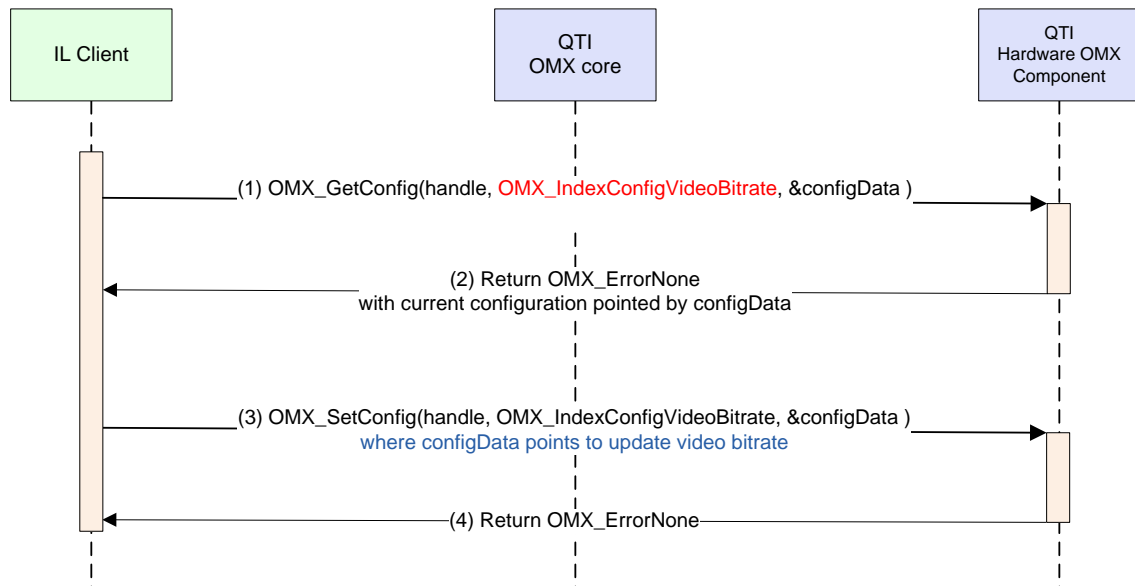 IL Client
QTI
OMX core
QTI
Hardware OMX
Component
(1) OMX_GetConfig(handle, OMX_IndexConfigVideoBitrate, &configData )
(2) Return OMX_ErrorNone
with current configuration pointed by configData
(3) OMX_SetConfig(handle, OMX_IndexConfigVideoBitrate, &configData )
where configData points to update video bitrate
(4) Return OMX_ErrorNone